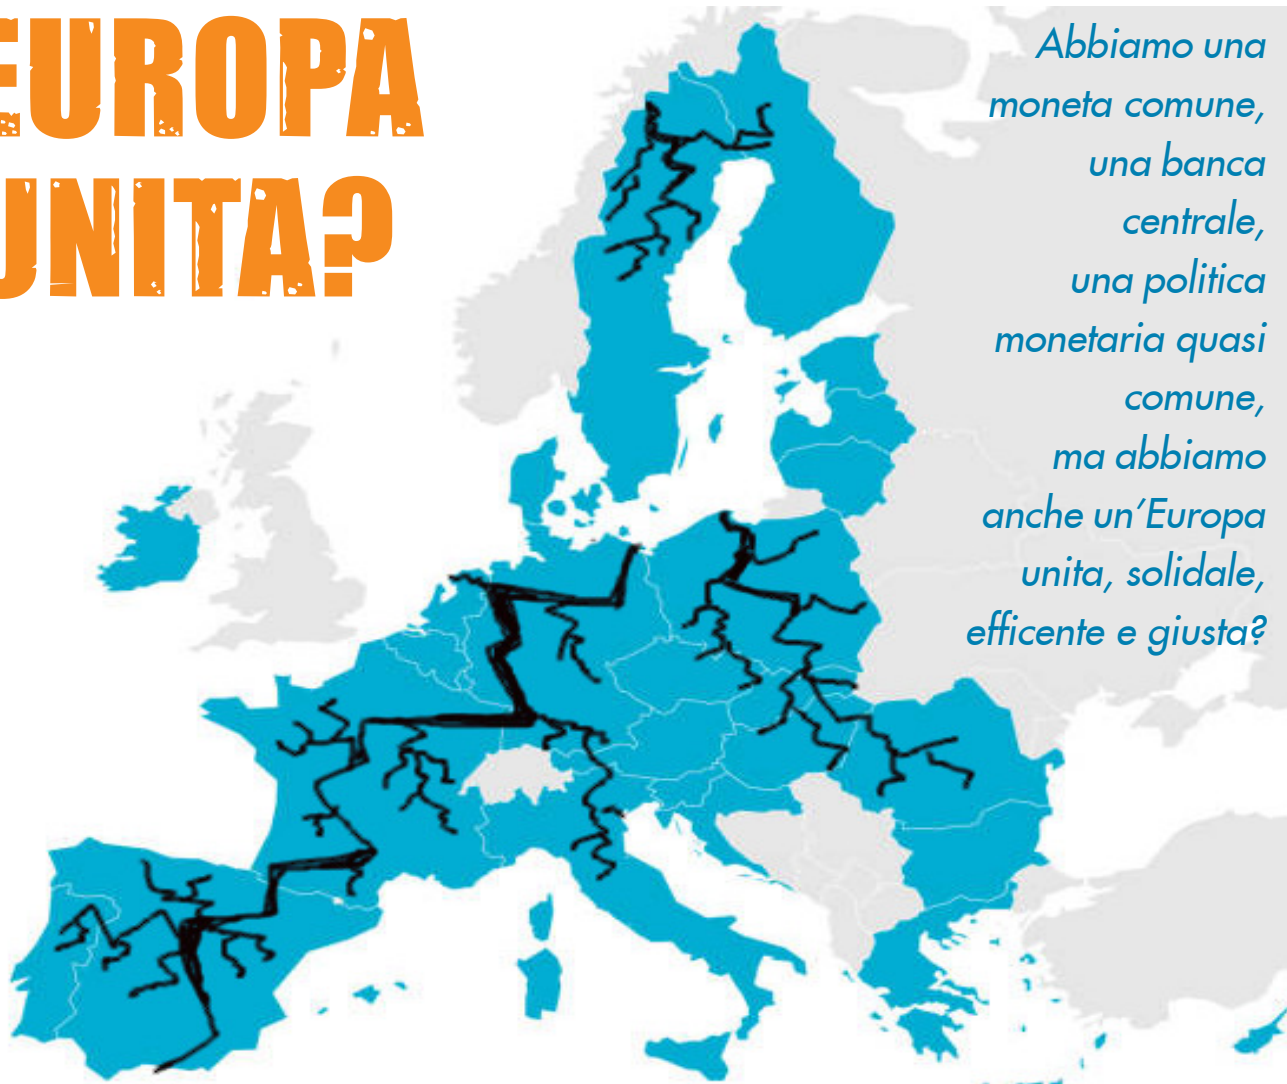 EUROPA
UNITA?
Abbiamo una
moneta comune,
una banca
centrale,
una politica
monetaria quasi
comune,
ma abbiamo
anche un'Europa
unita, solidale,
efficente e giusta?